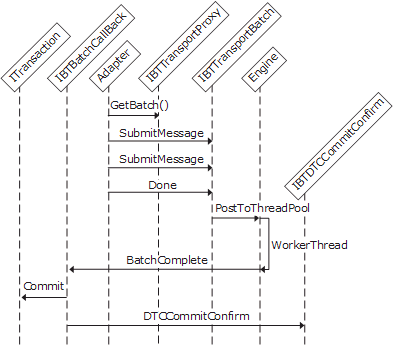 ITransaction
IBTBatchCallBack
Adapter
IBTTransportProxy
IBTTransportBatch
Engine
IBTDTCCommitConfirm
GetBatch()
SubmitMessage
SubmitMessage
Done
PostToThreadPool
WorkerThread
BatchComplete
Commit
DTCCommitConfirm